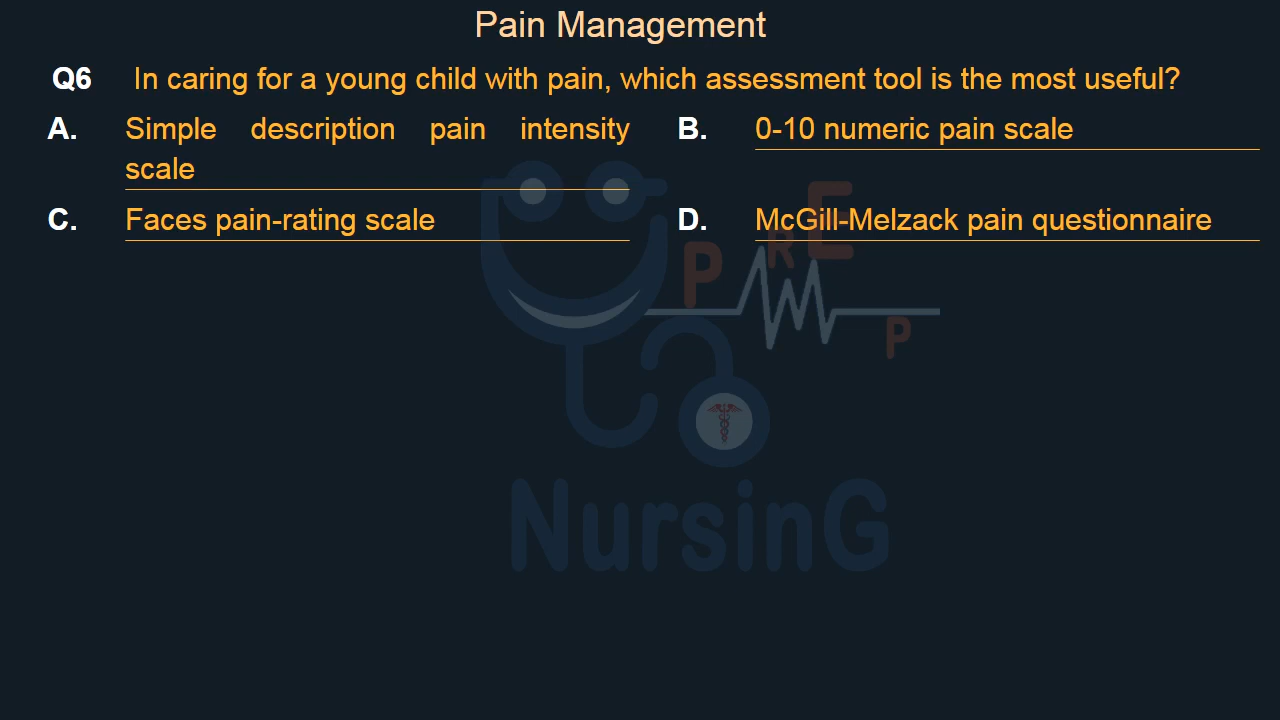 Pain Management
Q6 In caring for a young child with pain, which assessment tool is the most useful?
A. Simple description pain intensity
scale
B. 0-10 numeric pain scale
C. Faces pain-rating scale
D. McGill-Melzack pain questionnaire
PREP
NursinG